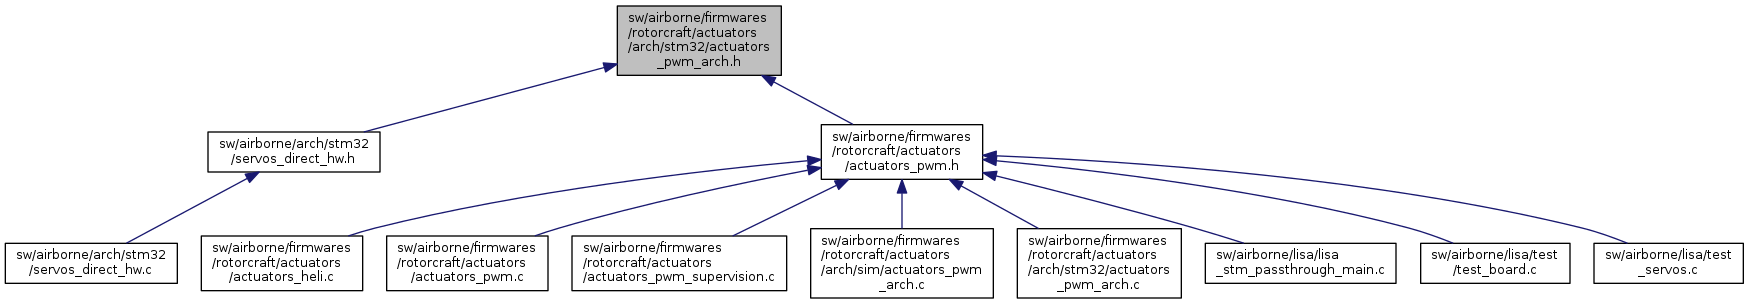 sw/airborne/firmwares
/rotorcraft/actuators
/arch/stm32/actuators
_pwm_arch.h
sw/airborne/arch/stm32
/servos_direct_hw.h
sw/airborne/firmwares
/rotorcraft/actuators
/actuators_pwm.h
sw/airborne/arch/stm32
/servos_direct_hw.c
sw/airborne/firmwares
/rotorcraft/actuators
/actuators_heli.c
sw/airborne/firmwares
/rotorcraft/actuators
/actuators_pwm.c
sw/airborne/firmwares
/rotorcraft/actuators
/actuators_pwm_supervision.c
sw/airborne/firmwares
/rotorcraft/actuators
/arch/sim/actuators_pwm
_arch.c
sw/airborne/firmwares
/rotorcraft/actuators
/arch/stm32/actuators
_pwm_arch.c
sw/airborne/lisa/lisa
_stm_passthrough_main.c
sw/airborne/lisa/test
/test_board.c
sw/airborne/lisa/test
_servos.c